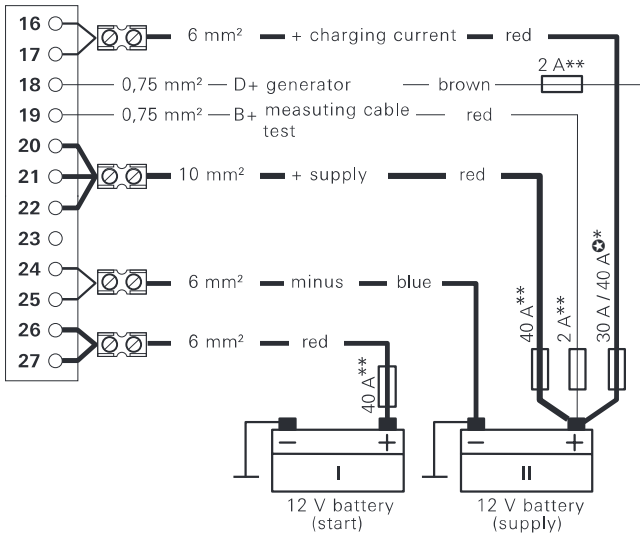 16
6 mm² + charging current red
17
2 A**
18 0,75 mm² D+ generator brown
19 0,75 mm² B+ measuting cable red
test
20
21 10 mm² + supply red
22
23
24
6 mm² minus blue
25
26
6 mm² red
27
40 A**
40 A**
2 A**
30 A / 40 A✪*
− +
I
− +
II
12 V battery
(start)
12 V battery
(supply)